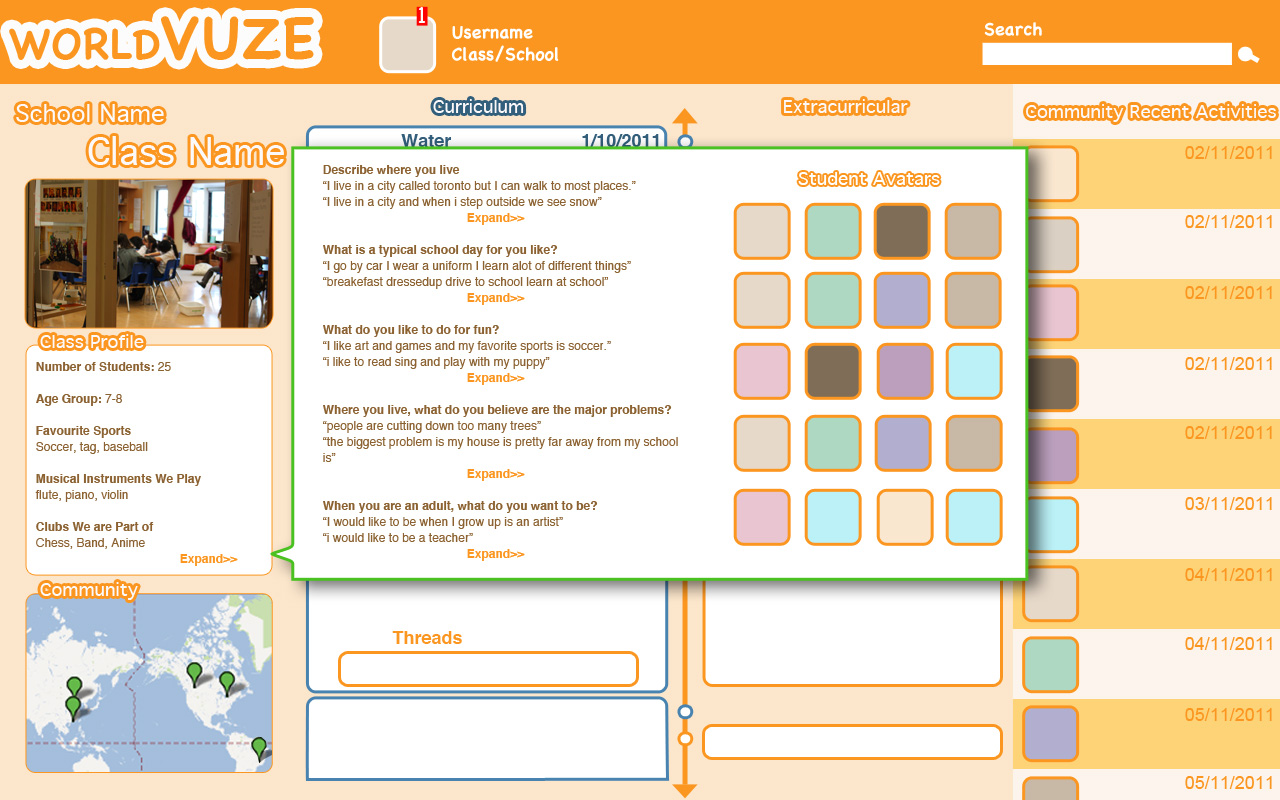 WORLDVUZE
1
Username
Class/School
Search
School Name
Class Name
Class Profile
Number of Students: 25
Age Group: 7-8
Favourite Sports
Soccer, tag, baseball
Musical Instruments We Play
flute, piano, violin
Clubs We are Part of
Chess, Band, Anime
Expand>>
Community
Curriculum
Water 1/10/2011
Extracurricular
Describe where you live
“I live in a city called toronto but I can walk to most places.”
“I live in a city and when i step outside we see snow”
Expand>>
What is a typical school day for you like?
“I go by car I wear a uniform I learn alot of different things”
“breakefast dressedup drive to school learn at school”
Expand>>
What do you like to do for fun?
“I like art and games and my favorite sports is soccer.”
“i like to read sing and play with my puppy”
Expand>>
Where you live, what do you believe are the major problems?
“people are cutting down too many trees”
“the biggest problem is my house is pretty far away from my school
is”
Expand>>
When you are an adult, what do you want to be?
“I would like to be when I grow up is an artist”
“i would like to be a teacher”
Expand>>
Student Avatars
Threads
Community Recent Activities
02/11/2011
02/11/2011
02/11/2011
02/11/2011
02/11/2011
03/11/2011
04/11/2011
04/11/2011
05/11/2011
05/11/2011